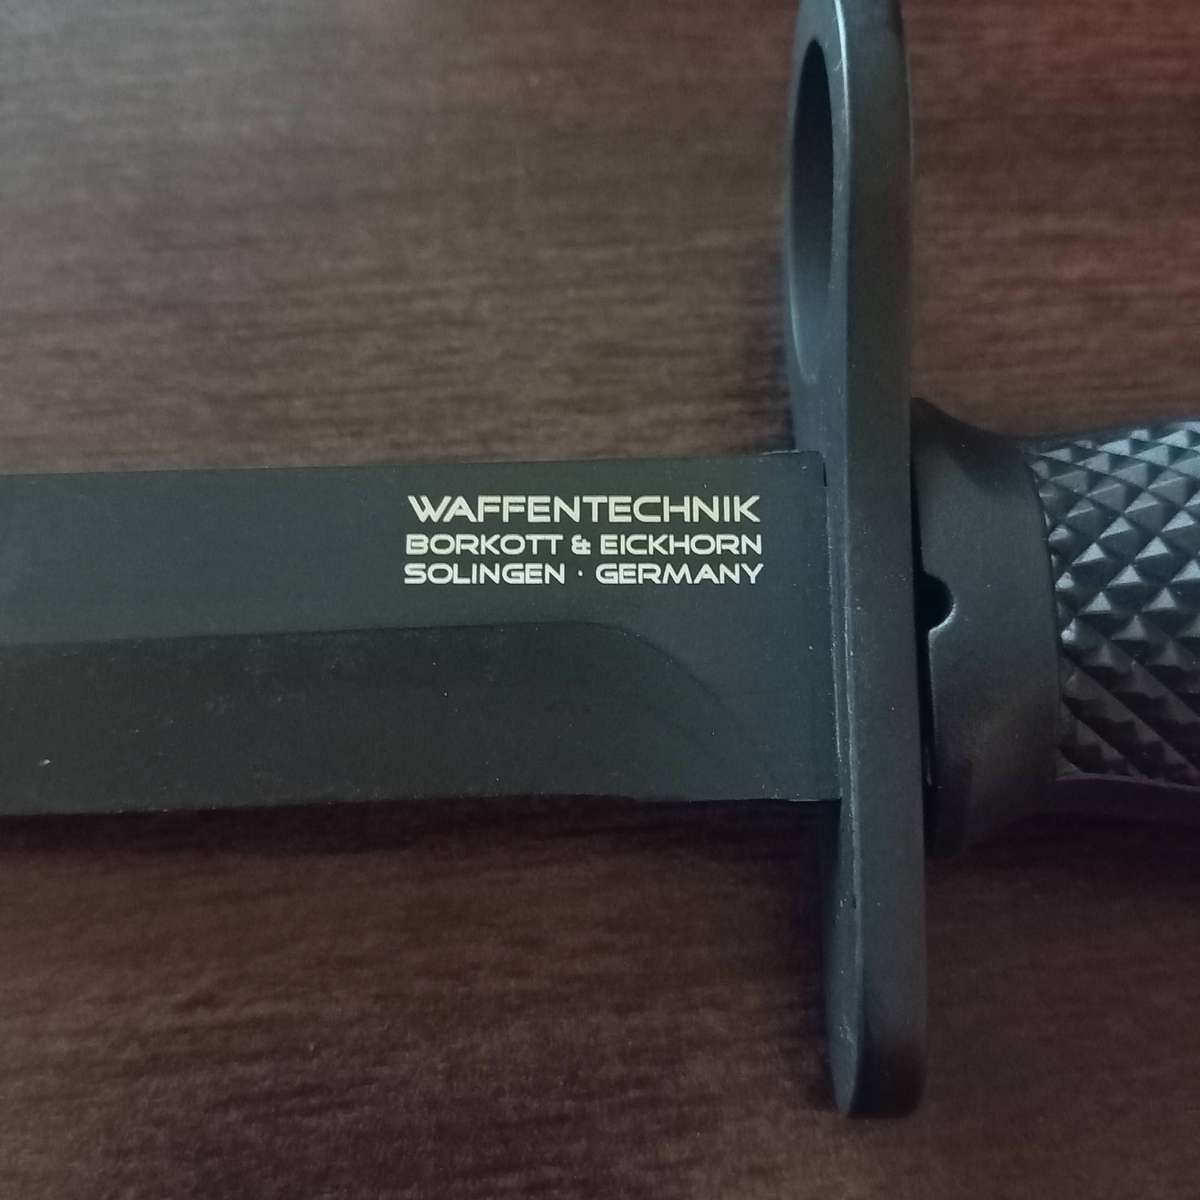 WAFFENTECHNIK
BORKOTT & EICKHORN
SOLINGEN · GERMANY